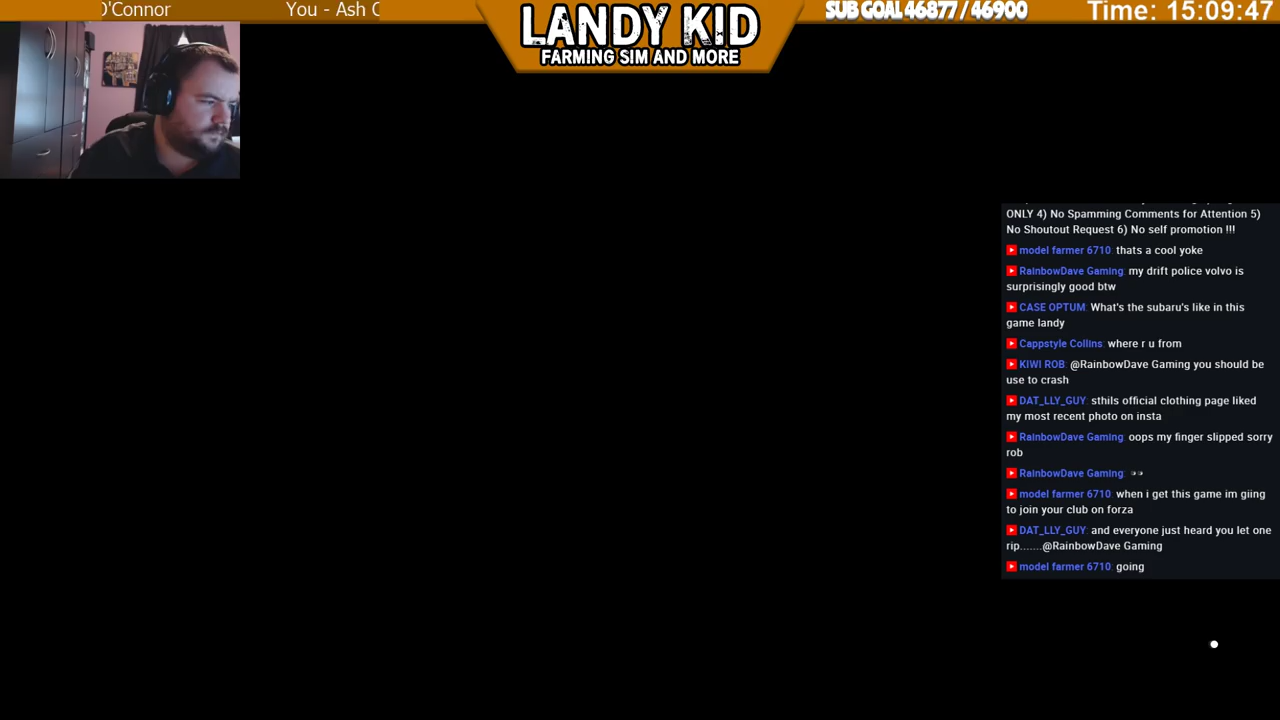 O'Connor You - Ash
LANDY KID
FARMING SIM AND MORE
SUB GOAL 46877 / 46900
Time: 15:09:47
ONLY 4) No Spamming Comments for Attention 5)
No Shoutout Request 6) No self promotion !!!
model farmer 6710: thats a cool yoke
RainbowDave Gaming: my drift police volvo is
surprisingly good btw
CASE OPTUM: What's the subaru's like in this
game landy
Cappstyle Collins: where r u from
KIWI ROB: @RainbowDave Gaming you should be
use to crash
DAT_LLY_GUY: sthils official clothing page liked
my most recent photo on insta
RainbowDave Gaming: oops my finger slipped sorry
rob
RainbowDave Gaming:
model farmer 6710: when i get this game im giing
to join your club on forza
DAT_LLY_GUY: and everyone just heard you let one
rip.......@RainbowDave Gaming
model farmer 6710: going